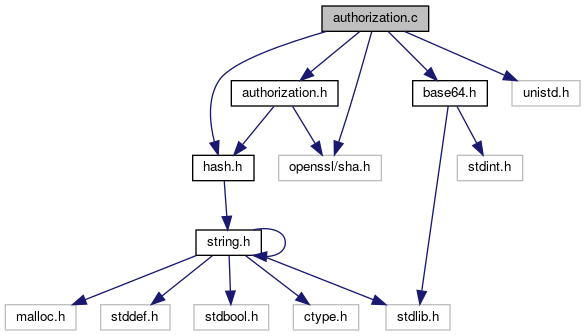 authorization.c
authorization.h
base64.h
unistd.h
hash.h
openssl/sha.h
stdint.h
string.h
malloc.h
stddef.h
stdbool.h
ctype.h
stdlib.h